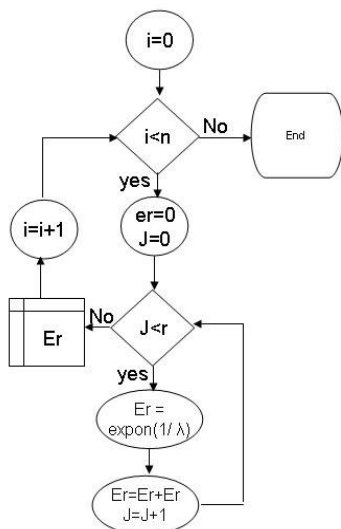 i=0
i<n
No
End
yes
er=0
J=0
i=i+1
J<r
No
Er
yes
Er =
expon(1/ λ)
Er=Er+Er
J=J+1